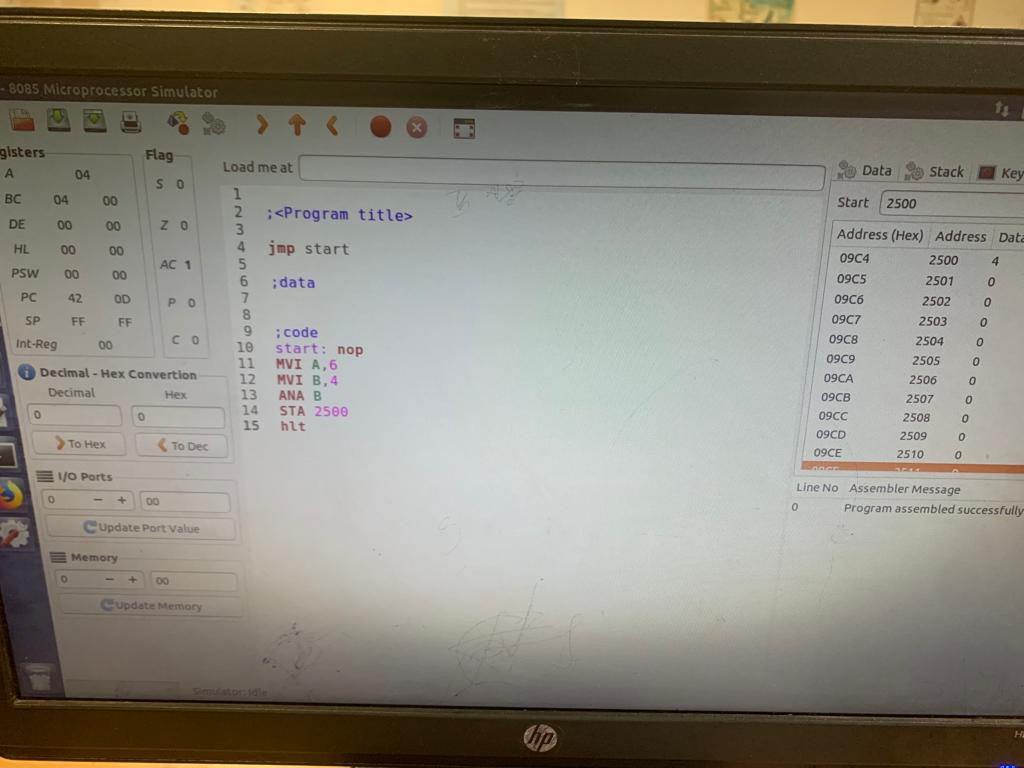 - 8085 Microprocessor Simulator
gisters
A 04
BC 04 00
DE 00 00
HL 00 00
PSW 00 00
PC 42 0D
SP FF FF
Int-Reg 00
Flag
S 0
Z 0
AC 1
P 0
C 0
Decimal - Hex Convertion
Decimal Hex
0 0
To Hex To Dec
I/O Ports
0 - + 00
Update Port Value
Memory
0 - + 00
Update Memory
Simulator: Idle
Load me at
1
2 ;<Program title>
3
4 jmp start
5
6 ;data
7
8
9 ;code
10 start: nop
11 MVI A,6
12 MVI B,4
13 ANA B
14 STA 2500
15 hlt
Data Stack Key
Start 2500
Address (Hex) Address Data
09C4 2500 4
09C5 2501 0
09C6 2502 0
09C7 2503 0
09C8 2504 0
09C9 2505 0
09CA 2506 0
09CB 2507 0
09CC 2508 0
09CD 2509 0
09CE 2510 0
Line No Assembler Message
0 Program assembled successfully
hp